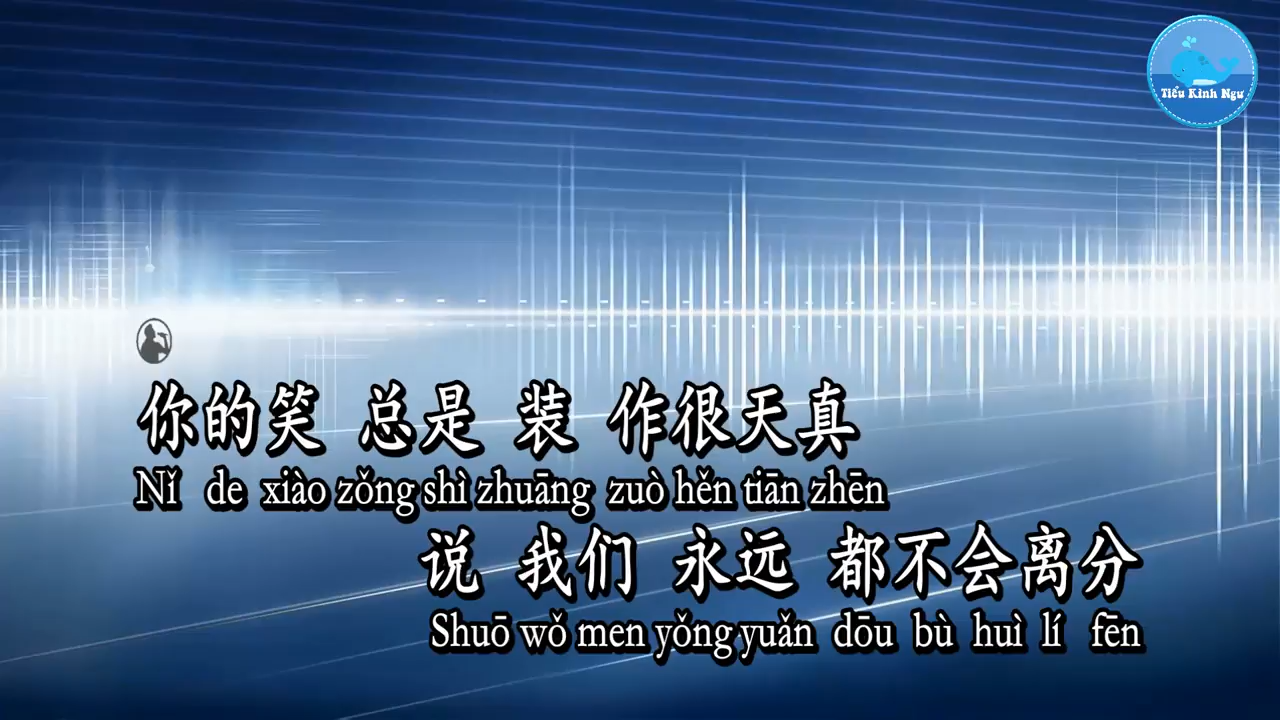 Tiểu Kình Ngư
你的笑 总是 装 作很天真
Nǐ de xiào zǒng shì zhuāng zuò hěn tiān zhēn
说 我们 永远 都不会离分
Shuō wǒ men yǒng yuǎn dōu bù huì lí fēn